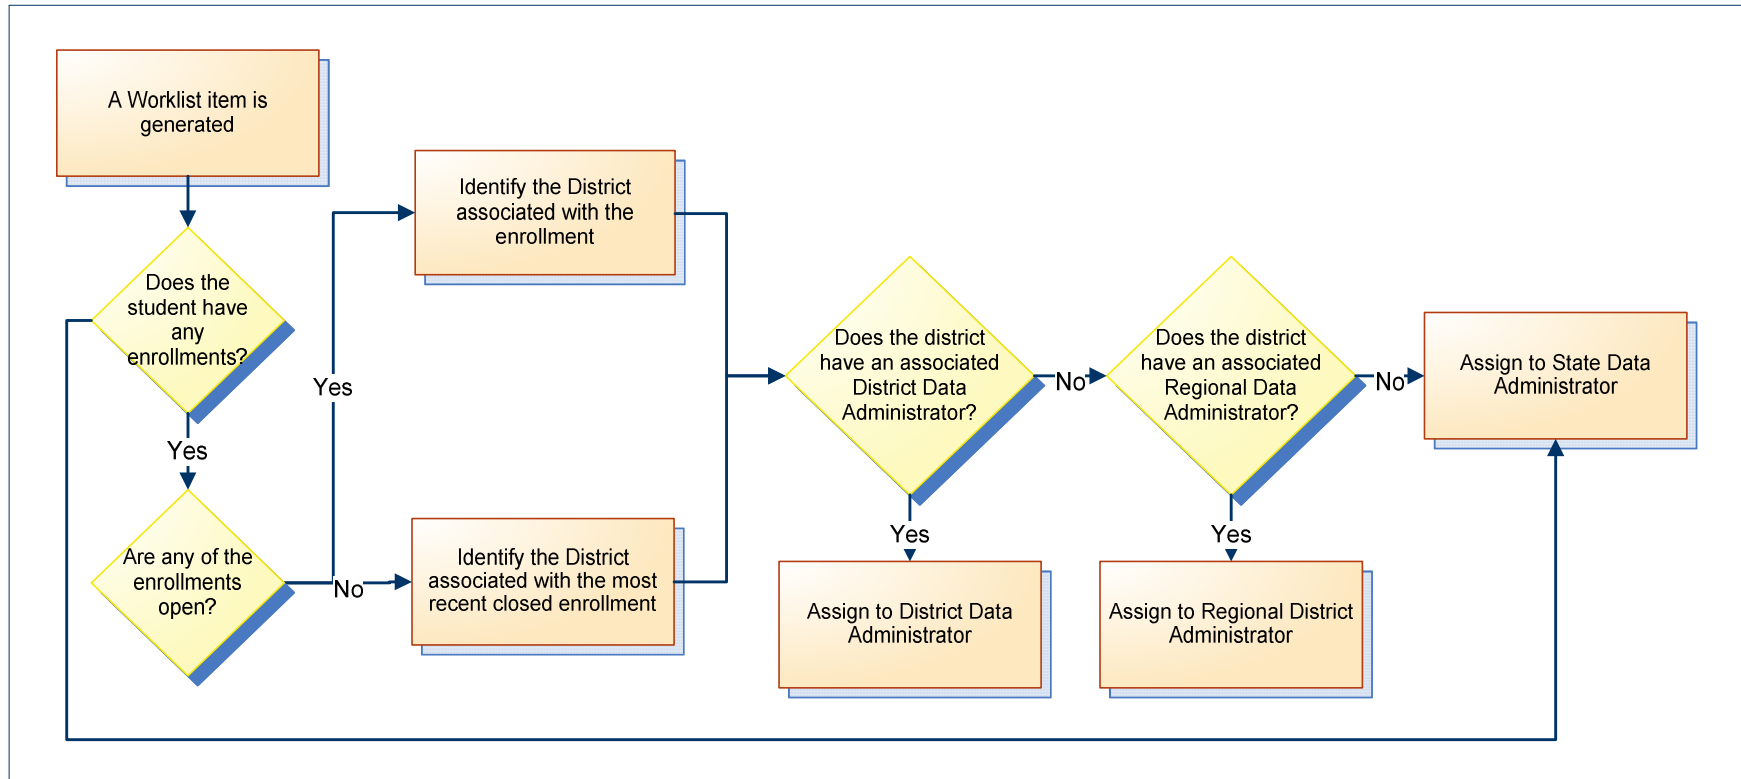 A Worklist item is
generated
Does the
student have
any
enrollments?
Yes
Are any of the
enrollments
open?
Yes
No
Identify the District
associated with the
enrollment
Identify the District
associated with the most
recent closed enrollment
Does the district
have an associated
District Data
Administrator?
No
Yes
Assign to District Data
Administrator
Does the district
have an associated
Regional Data
Administrator?
No
Yes
Assign to Regional District
Administrator
Assign to State Data
Administrator